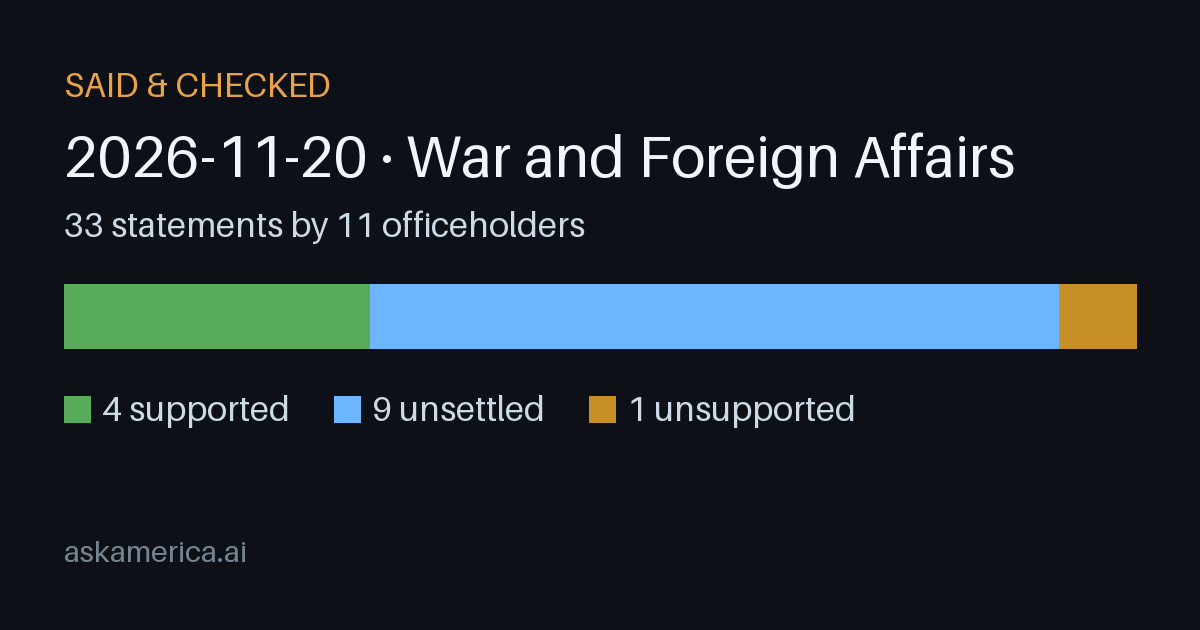 SAID & CHECKED
2026-11-20 · War and Foreign Affairs
33 statements by 11 officeholders
4 supported
9 unsettled
1 unsupported
askamerica.ai